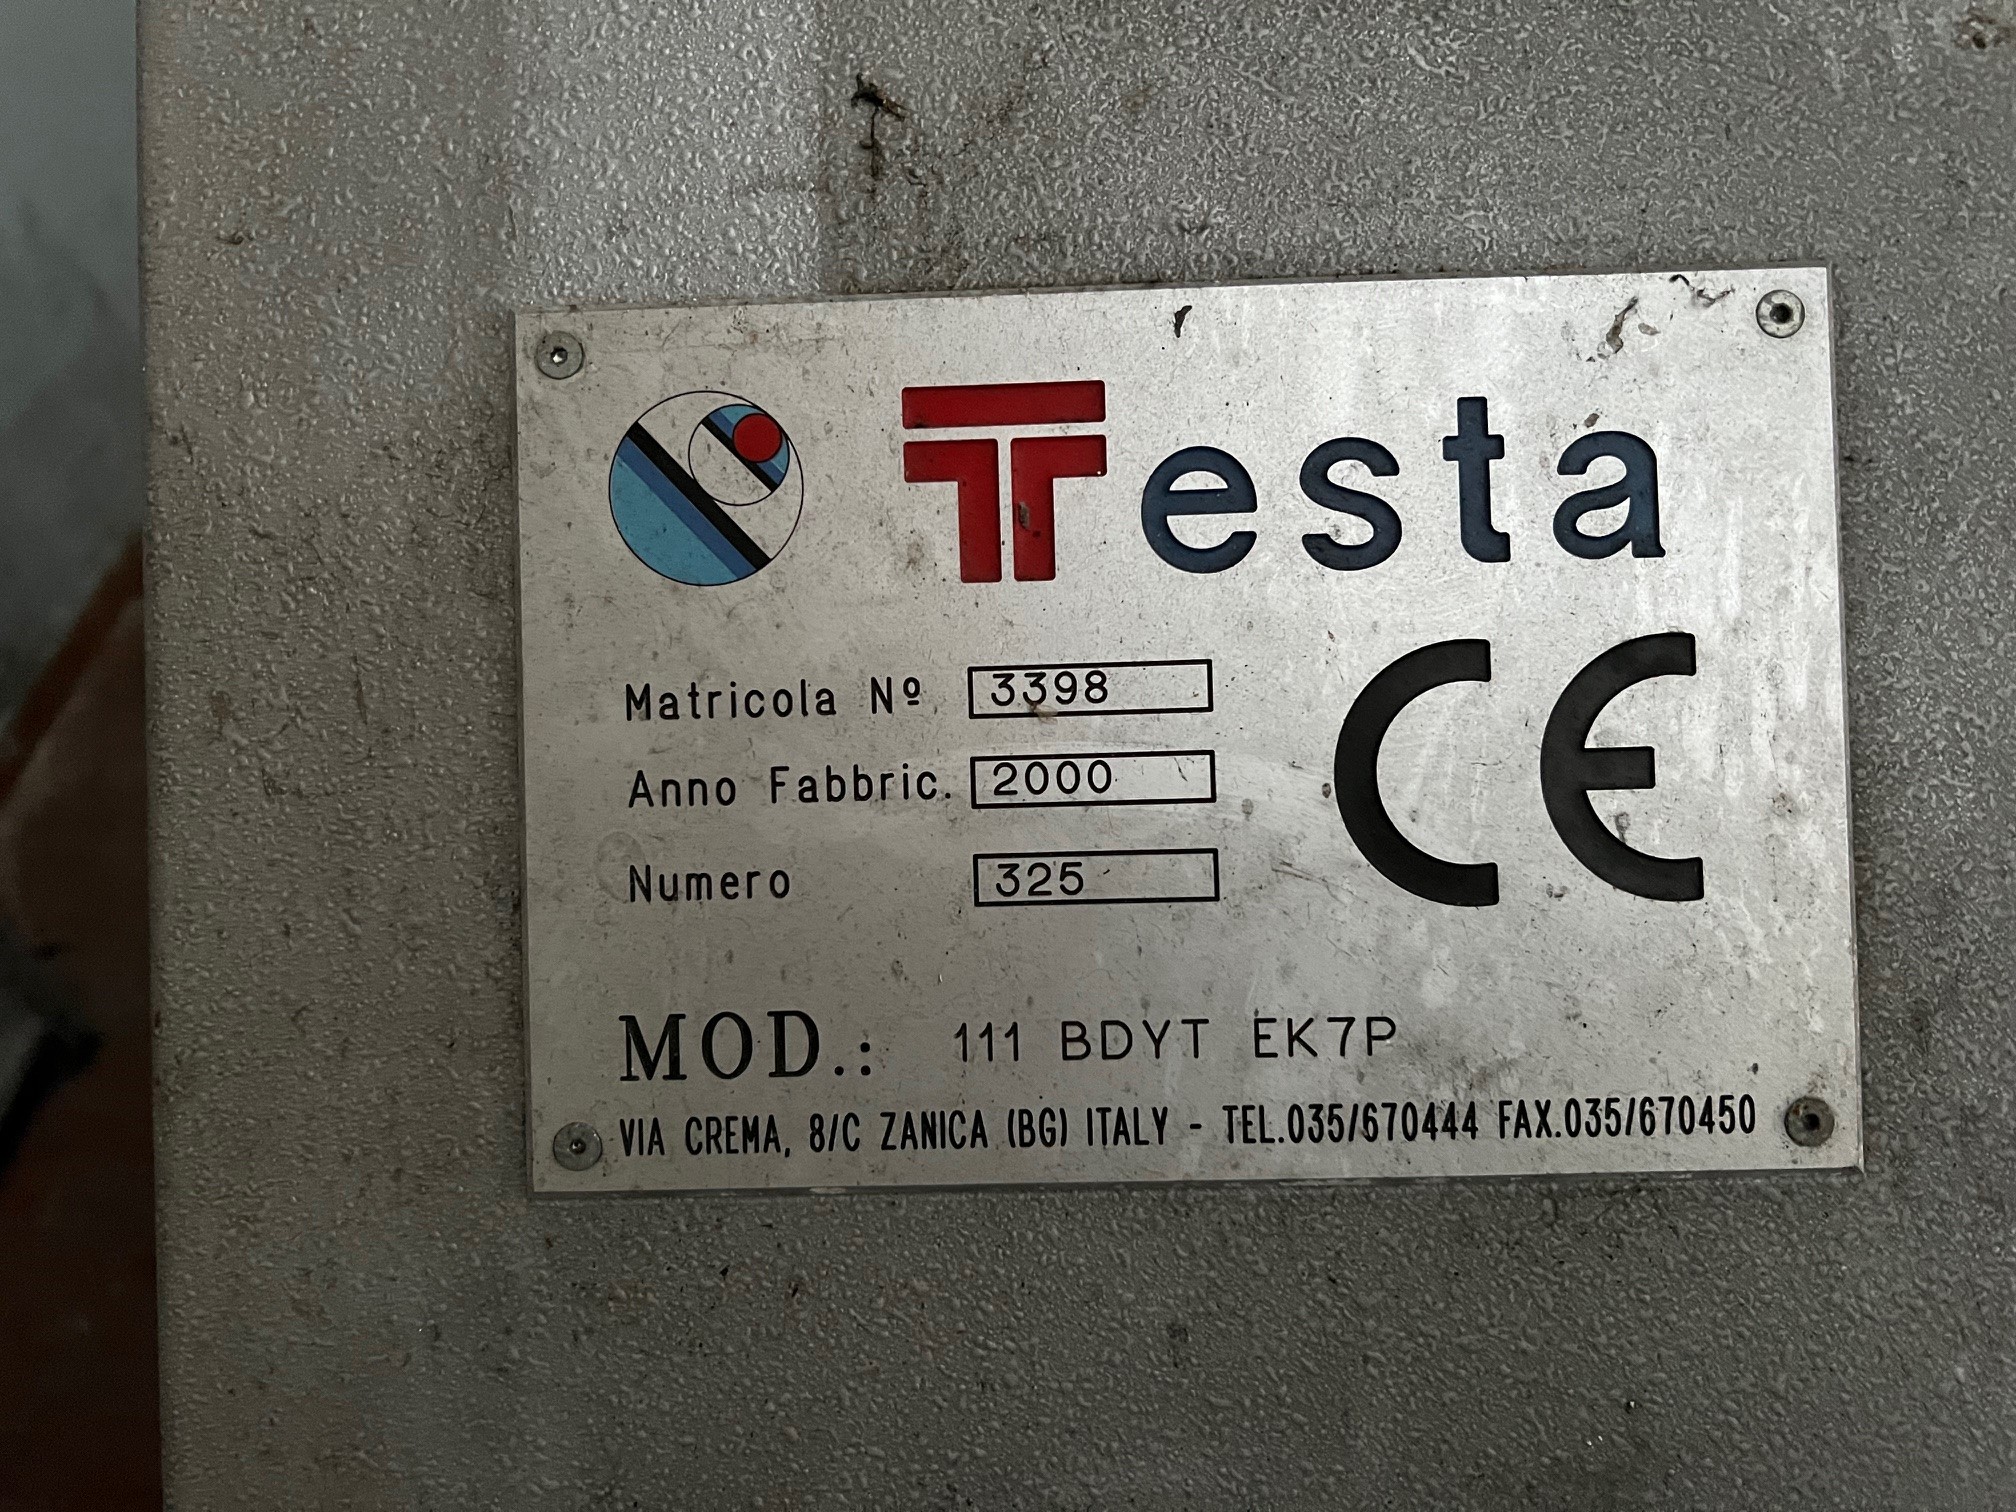 Testa
Matricola Nº 3398
Anno Fabbric. 2000
Numero 325
CE
MOD.: 111 BDYT EK7P
VIA CREMA, 8/C ZANICA (BG) ITALY - TEL.035/670444 FAX.035/670450